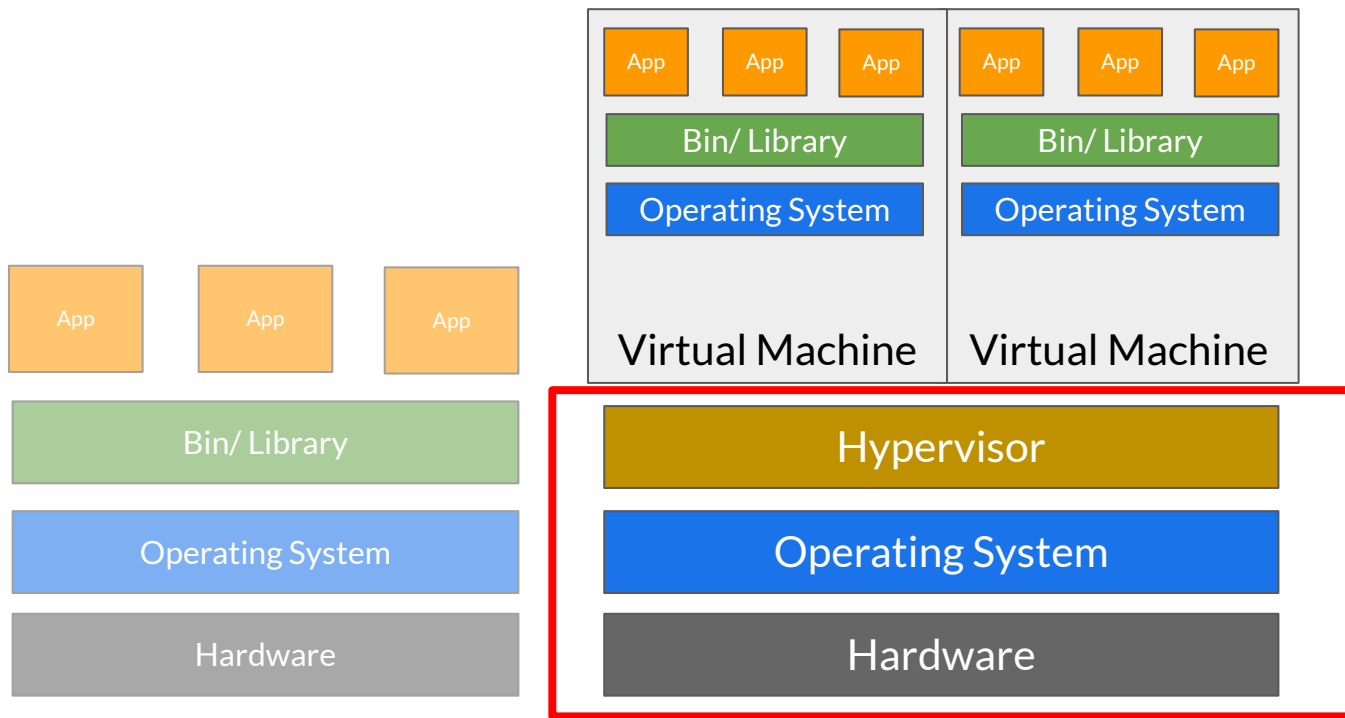 App App App
App App App
Bin/ Library
Bin/ Library
Operating System
Operating System
Virtual Machine
Virtual Machine
App
App
App
Bin/ Library
Operating System
Hardware
Hypervisor
Operating System
Hardware